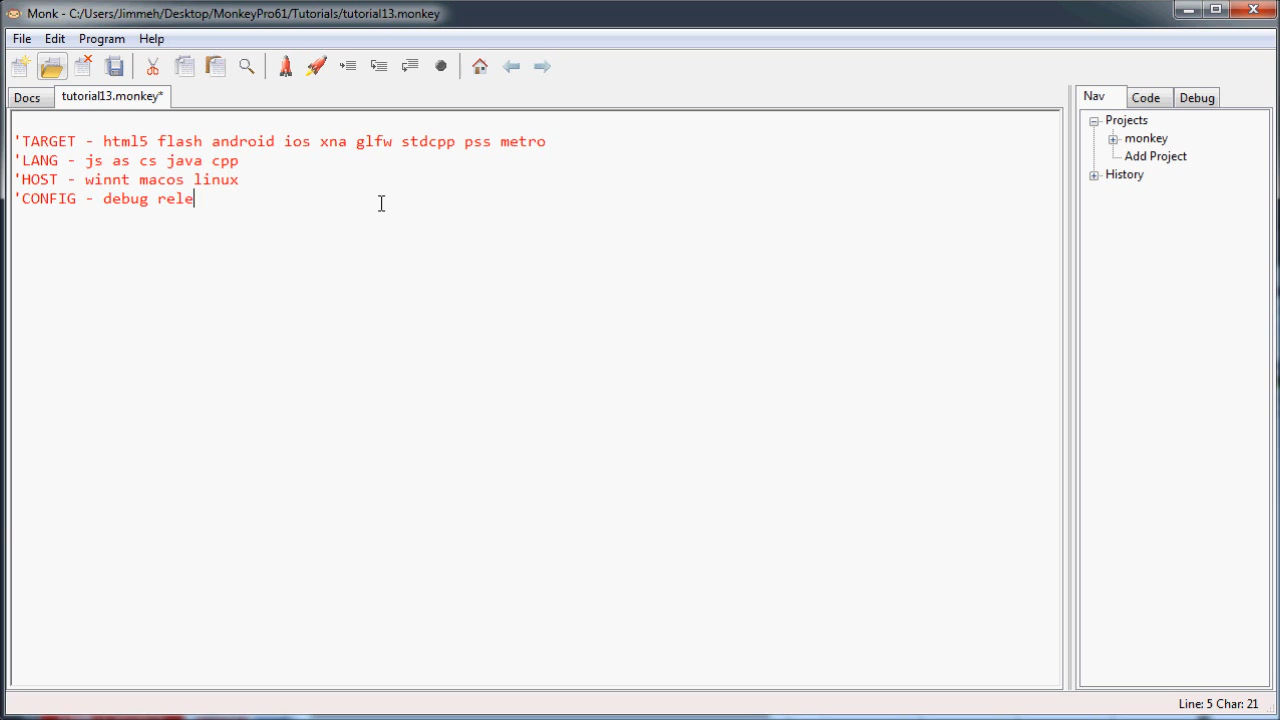 Monk - C:/Users/Jimmeh/Desktop/MonkeyPro61/Tutorials/tutorial13.monkey
File Edit Program Help
Docs tutorial13.monkey*
Nav Code Debug
'TARGET - html5 flash android ios xna glfw stdcpp pss metro
'LANG - js as cs java cpp
'HOST - winnt macos linux
'CONFIG - debug rele
Projects
monkey
Add Project
History
Line: 5 Char: 21